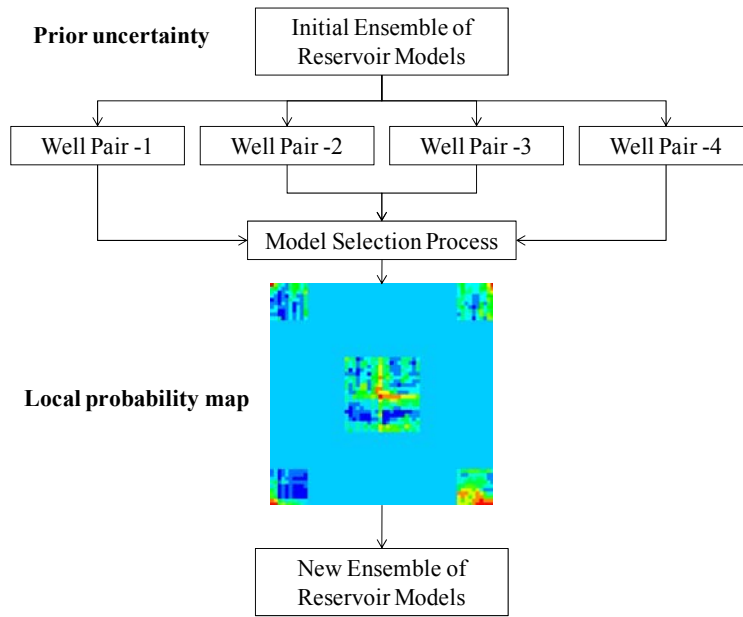 Prior uncertainty
Initial Ensemble of
Reservoir Models
Well Pair -1
Well Pair -2
Well Pair -3
Well Pair -4
Model Selection Process
Local probability map
New Ensemble of
Reservoir Models